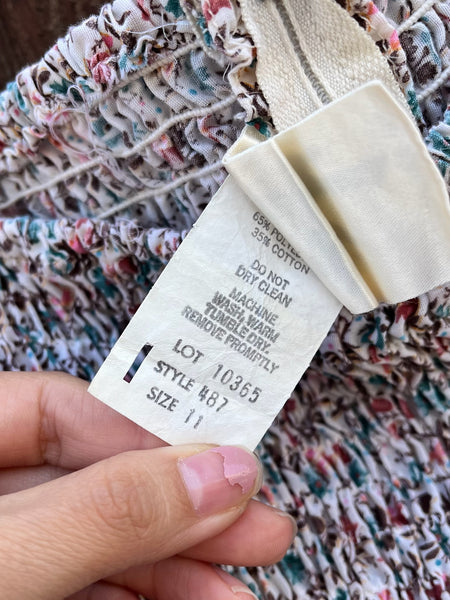 65% POLYE
35% COTTON
DO NOT
DRY CLEAN
MACHINE
WASH, WARM
TUMBLE DRY.
REMOVE PROMPTLY
LOT 10365
STYLE 487
SIZE 11